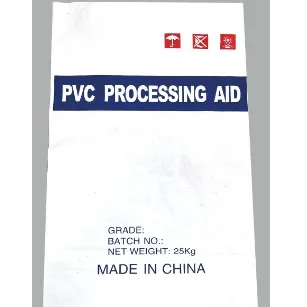 PVC PROCESSING AID
GRADE:
BATCH NO.:
NET WEIGHT: 25Kg
MADE IN CHINA